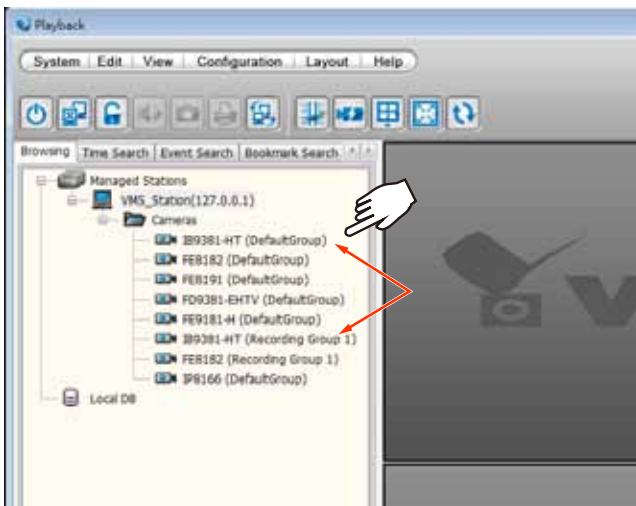 Playback
System Edit View Configuration Layout Help
Browsing Time Search Event Search Bookmark Search
Managed Stations
VMS_Station(127.0.0.1)
Cameras
IB9381-HT (DefaultGroup)
FE8182 (DefaultGroup)
FE8191 (DefaultGroup)
FD9381-EHTV (DefaultGroup)
FE9181-H (DefaultGroup)
IB9381-HT (Recording Group 1)
FE8182 (Recording Group 1)
IP8166 (DefaultGroup)
Local DB
V